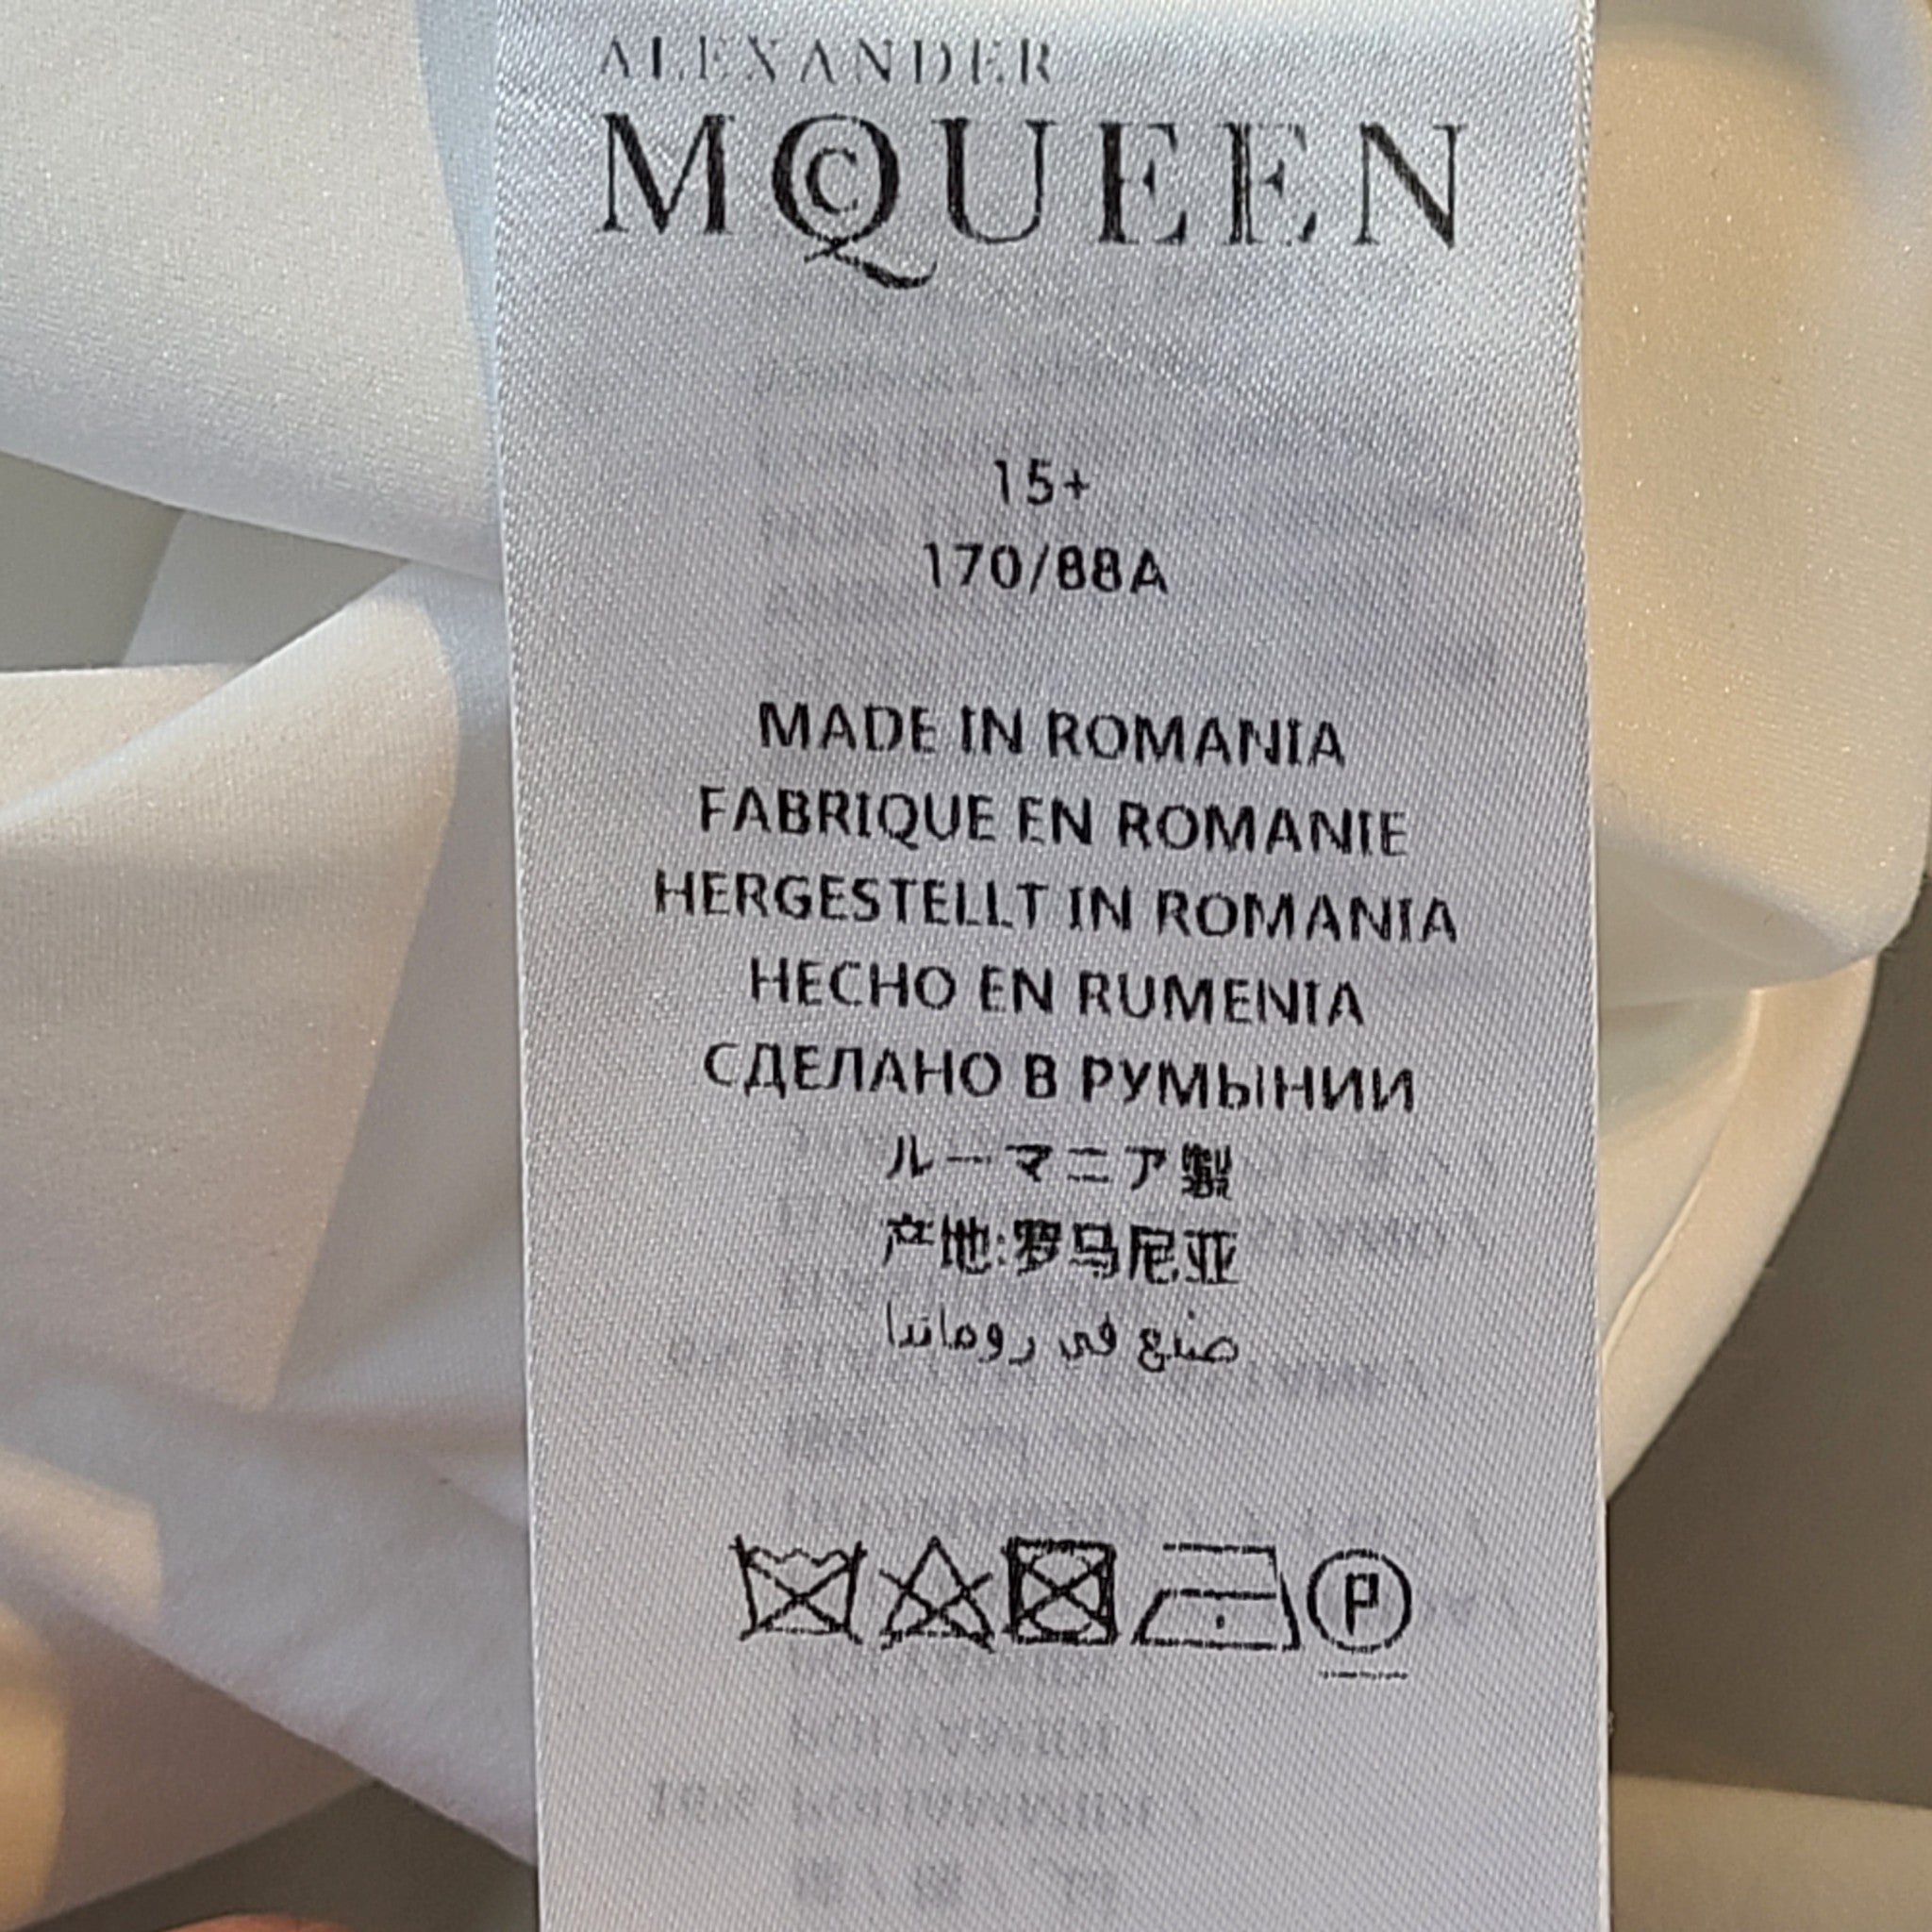 ALEXANDER
McQUEEN
15+
170/88A
MADE IN ROMANIA
FABRIQUE EN ROMANIE
HERGESTELLT IN ROMANIA
HECHO EN RUMENIA
СДЕЛАНО В РУМЫНИИ
ルーマニア製
产地:罗马尼亚
صنع في روماندا
P